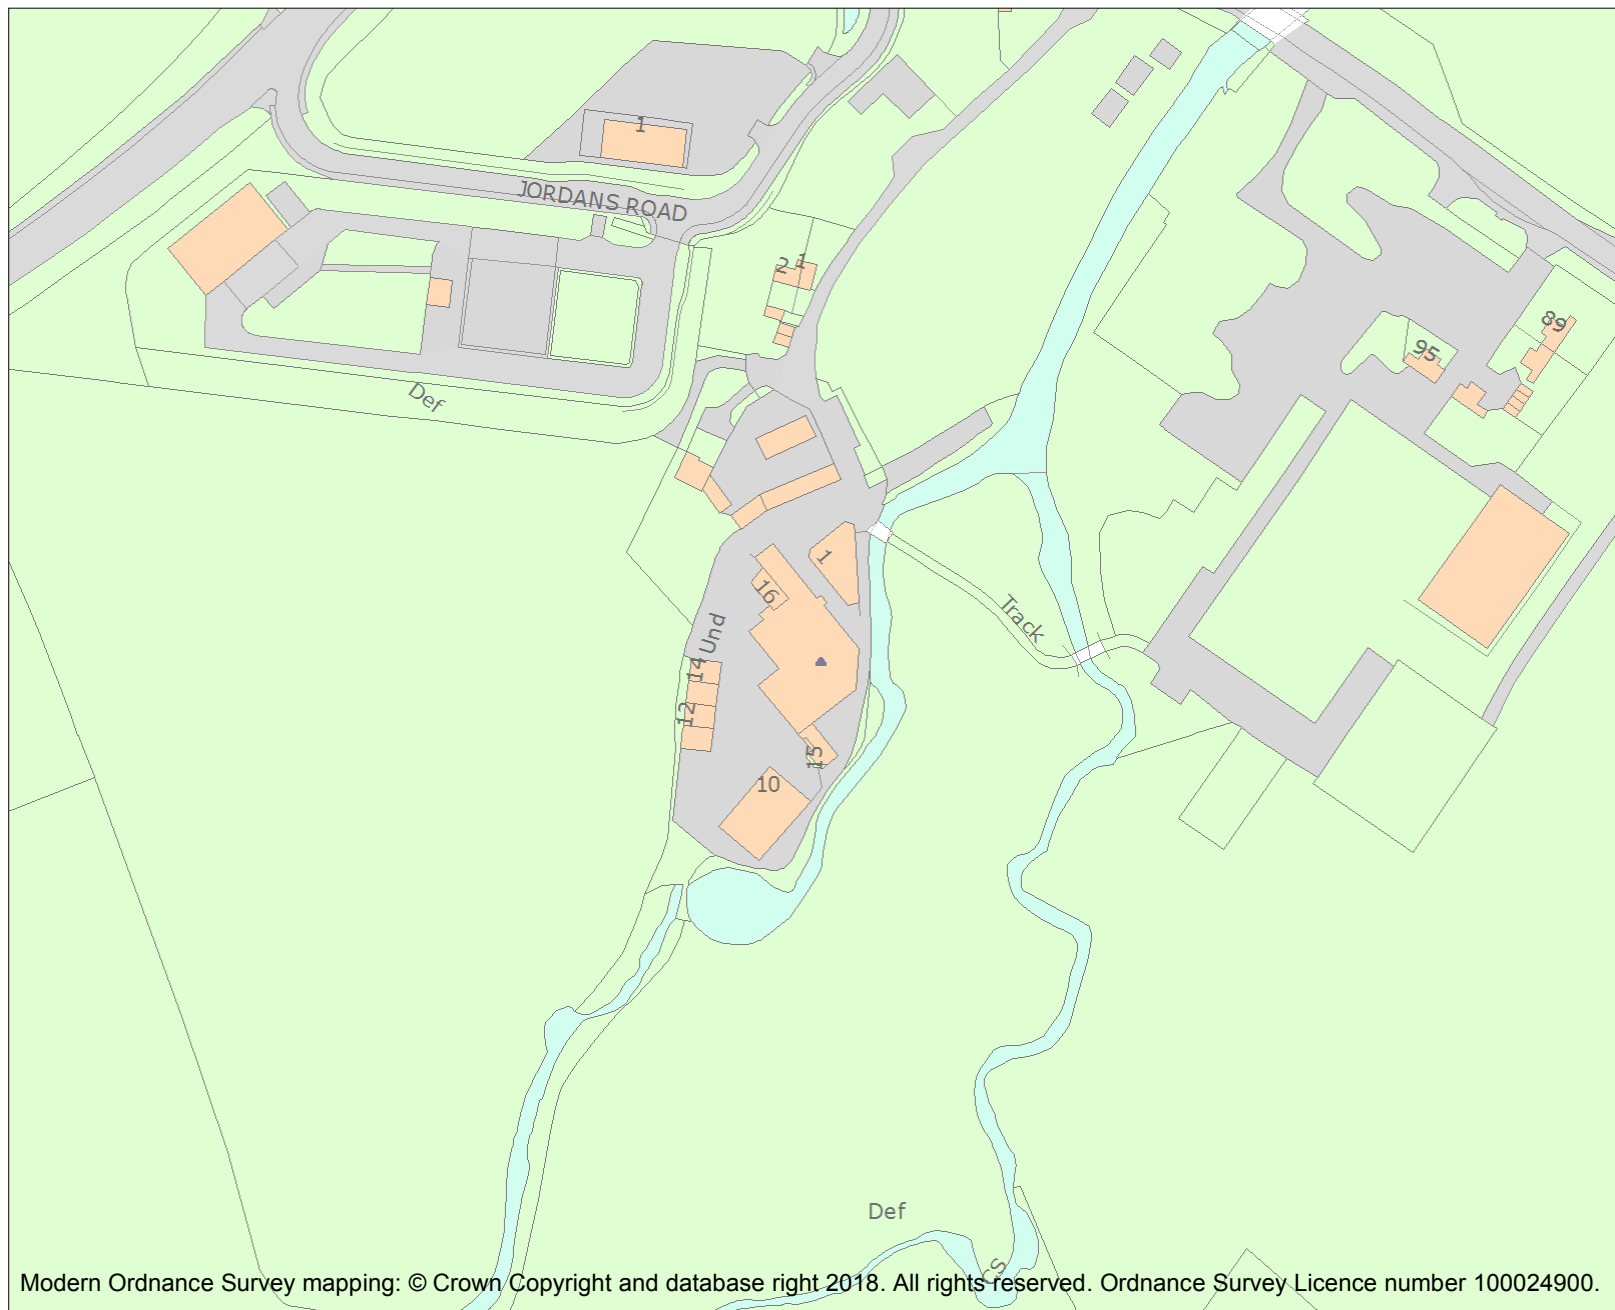 1
JORDANS ROAD
2
1
89
95
Def
1
16
Track
Und
14
12
15
10
Def
CS
Modern Ordnance Survey mapping: © Crown Copyright and database right 2018. All rights reserved. Ordnance Survey Licence number 100024900.